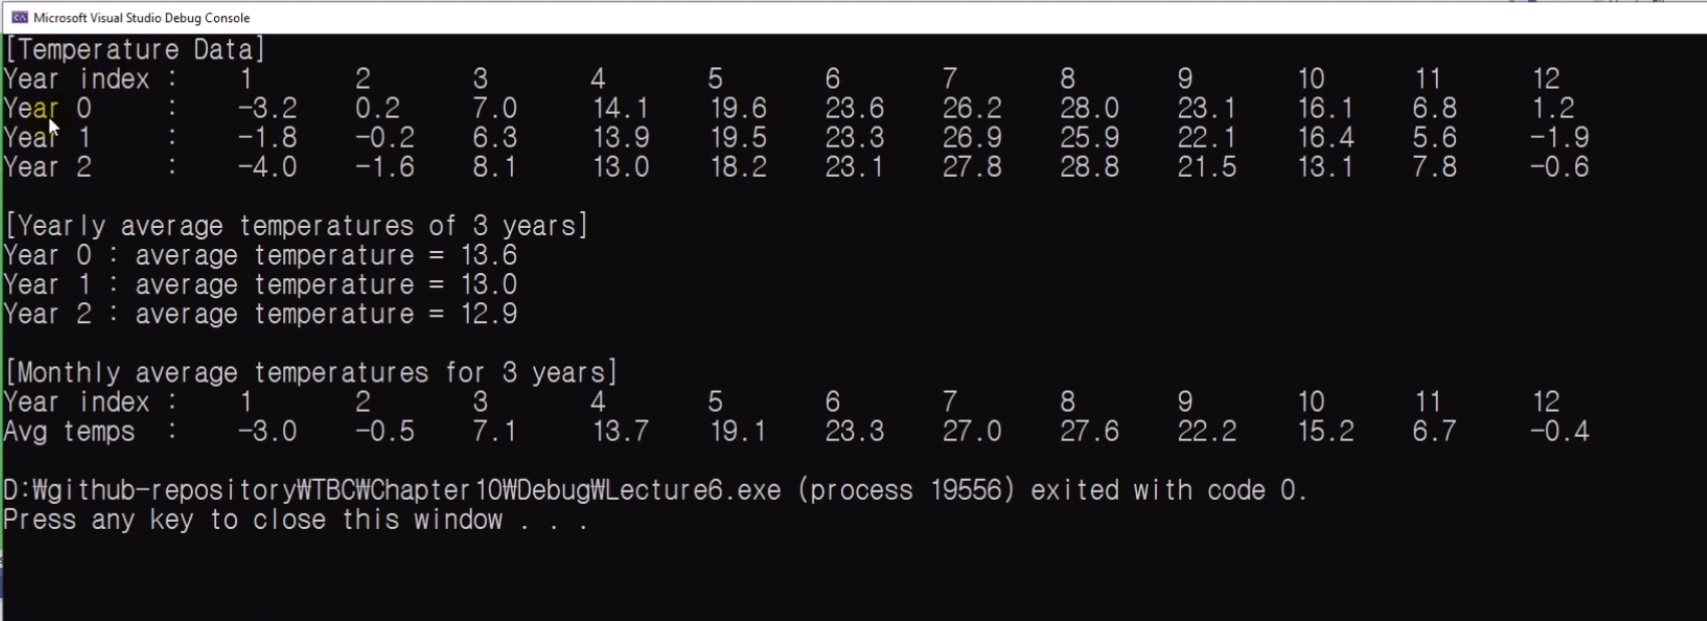 Microsoft Visual Studio Debug Console
[Temperature Data]
Year index : 1 2 3 4 5 6 7 8 9 10 11 12
Year 0 : -3.2 0.2 7.0 14.1 19.6 23.6 26.2 28.0 23.1 16.1 6.8 1.2
Year 1 : -1.8 -0.2 6.3 13.9 19.5 23.3 26.9 25.9 22.1 16.4 5.6 -1.9
Year 2 : -4.0 -1.6 8.1 13.0 18.2 23.1 27.8 28.8 21.5 13.1 7.8 -0.6
[Yearly average temperatures of 3 years]
Year 0 : average temperature = 13.6
Year 1 : average temperature = 13.0
Year 2 : average temperature = 12.9
[Monthly average temperatures for 3 years]
Year index : 1 2 3 4 5 6 7 8 9 10 11 12
Avg temps : -3.0 -0.5 7.1 13.7 19.1 23.3 27.0 27.6 22.2 15.2 6.7 -0.4
D:₩github-repository₩TBC₩Chapter10₩Debug₩Lecture6.exe (process 19556) exited with code 0.
Press any key to close this window . . .